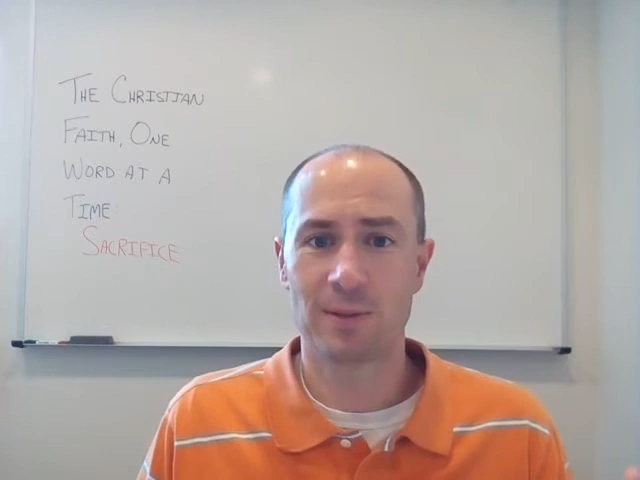 THE CHRISTIAN
FAITH, ONE
WORD AT A
TIME
SACRIFICE